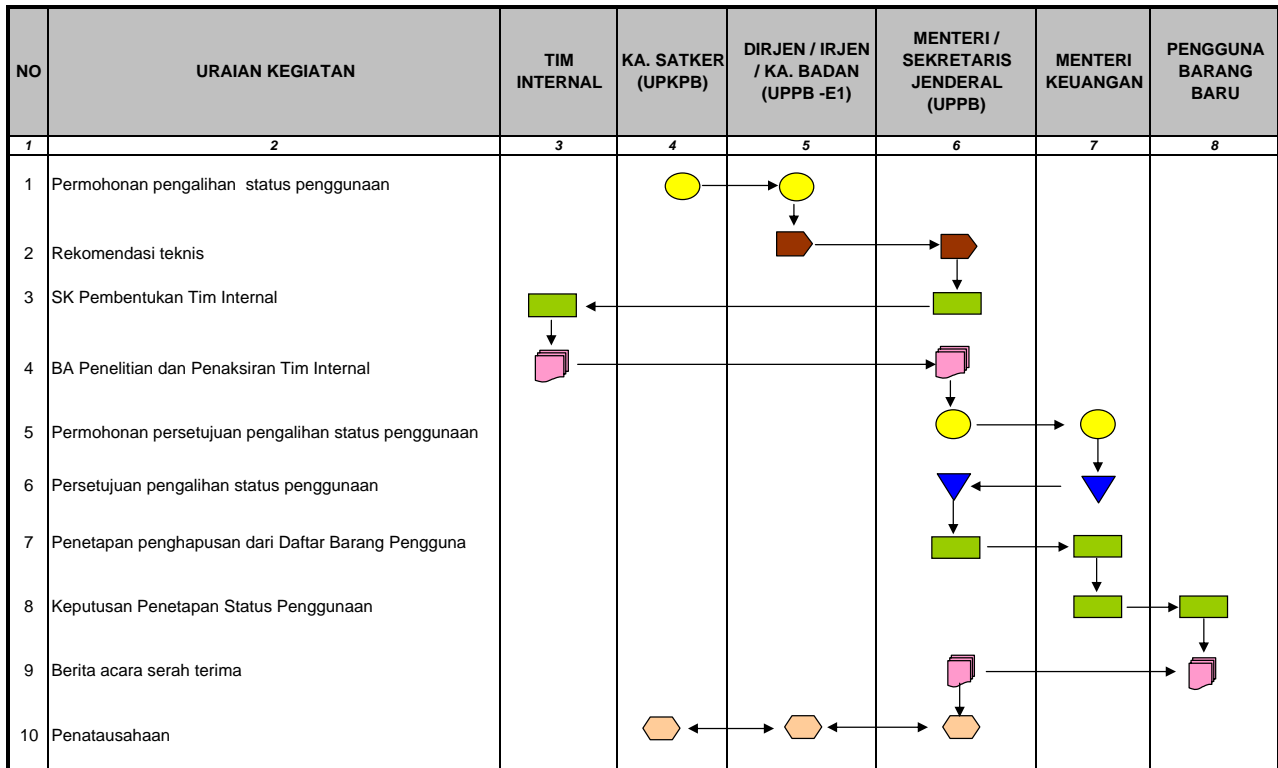 NO
URAIAN KEGIATAN
TIM
INTERNAL
KA. SATKER
(UPKPB)
DIRJEN / IRJEN
/ KA. BADAN
(UPPB -E1)
MENTERI /
SEKRETARIS
JENDERAL
(UPPB)
MENTERI
KEUANGAN
PENGGUNA
BARANG
BARU
1 2 3 4 5 6 7 8
1 Permohonan pengalihan status penggunaan
2 Rekomendasi teknis
3 SK Pembentukan Tim Internal
4 BA Penelitian dan Penaksiran Tim Internal
5 Permohonan persetujuan pengalihan status penggunaan
6 Persetujuan pengalihan status penggunaan
7 Penetapan penghapusan dari Daftar Barang Pengguna
8 Keputusan Penetapan Status Penggunaan
9 Berita acara serah terima
10 Penatausahaan